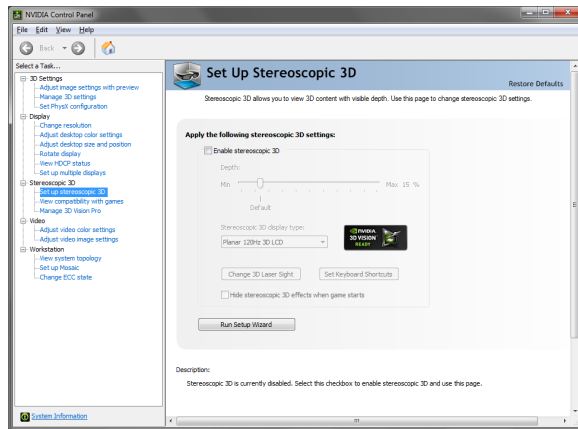 NVIDIA Control Panel
File Edit View Help
Back
Select a Task...
3D Settings
Adjust image settings with preview
Manage 3D settings
Set PhysX configuration
Display
Change resolution
Adjust desktop color settings
Adjust desktop size and position
Rotate display
View HDCP status
Set up multiple displays
Stereoscopic 3D
Set up stereoscopic 3D
View compatibility with games
Manage 3D Vision Pro
Video
Adjust video color settings
Adjust video image settings
Workstation
View system topology
Set up Mosaic
Change ECC state
System Information
Set Up Stereoscopic 3D
Restore Defaults
Stereoscopic 3D allows you to view 3D content with visible depth. Use this page to change stereoscopic 3D settings.
Apply the following stereoscopic 3D settings:
Enable stereoscopic 3D
Depth:
Min Max 15 %
Default
Stereoscopic 3D display type:
Planar 120Hz 3D LCD
NVIDIA
3D VISION
READY
Change 3D Laser Sight Set Keyboard Shortcuts
Hide stereoscopic 3D effects when game starts
Run Setup Wizard
Description:
Stereoscopic 3D is currently disabled. Select this checkbox to enable stereoscopic 3D and use this page.